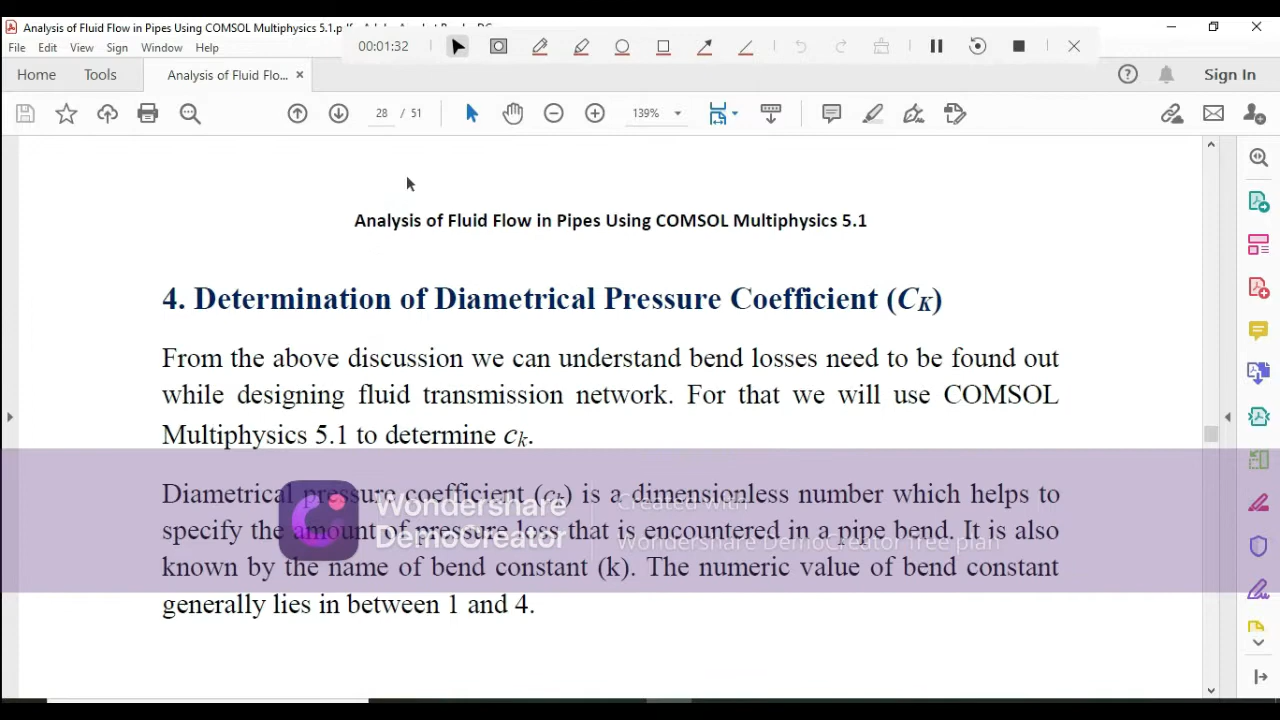 Analysis of Fluid Flow in Pipes Using COMSOL Multiphysics 5.1.p
File Edit View Sign Window Help
00:01:32
Home Tools Analysis of Fluid Flo... Sign In
28 / 51 139%
Analysis of Fluid Flow in Pipes Using COMSOL Multiphysics 5.1
4. Determination of Diametrical Pressure Coefficient (CK)
From the above discussion we can understand bend losses need to be found out
while designing fluid transmission network. For that we will use COMSOL
Multiphysics 5.1 to determine ck.
Diametrical pressure coefficient (ck) is a dimensionless number which helps to
specify the amount of pressure loss that is encountered in a pipe bend. It is also
known by the name of bend constant (k). The numeric value of bend constant
generally lies in between 1 and 4.
Wondershare
DemoCreator
Created with
Wondershare DemoCreator free plan